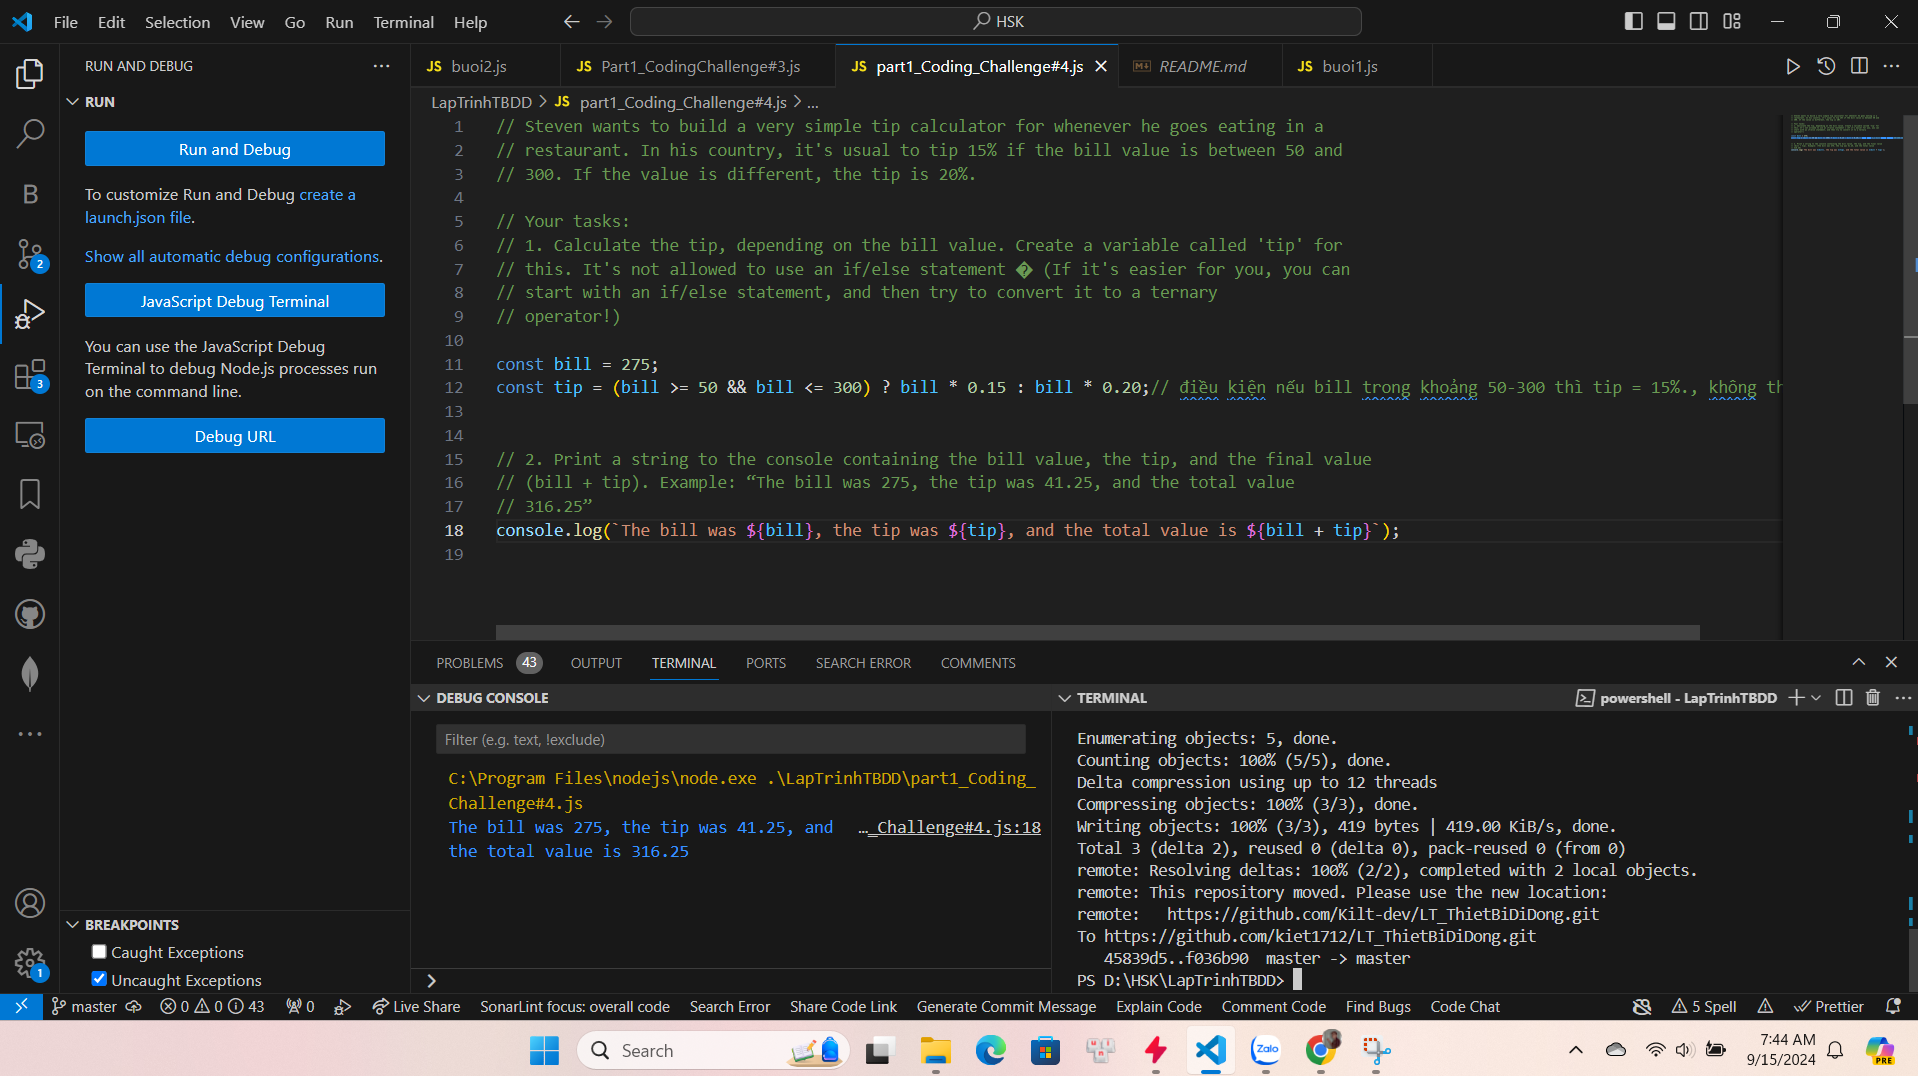 File Edit Selection View Go Run Terminal Help
HSK
RUN AND DEBUG
RUN
Run and Debug
To customize Run and Debug create a
launch.json file.
Show all automatic debug configurations.
JavaScript Debug Terminal
You can use the JavaScript Debug
Terminal to debug Node.js processes run
on the command line.
Debug URL
BREAKPOINTS
Caught Exceptions
Uncaught Exceptions
B
2
3
1
JS buoi2.js
JS Part1_CodingChallenge#3.js
JS part1_Coding_Challenge#4.js
README.md
JS buoi1.js
LapTrinhTBDD > JS part1_Coding_Challenge#4.js > ...
1 // Steven wants to build a very simple tip calculator for whenever he goes eating in a
2 // restaurant. In his country, it's usual to tip 15% if the bill value is between 50 and
3 // 300. If the value is different, the tip is 20%.
4
5 // Your tasks:
6 // 1. Calculate the tip, depending on the bill value. Create a variable called 'tip' for
7 // this. It's not allowed to use an if/else statement � (If it's easier for you, you can
8 // start with an if/else statement, and then try to convert it to a ternary
9 // operator!)
10
11 const bill = 275;
12 const tip = (bill >= 50 && bill <= 300) ? bill * 0.15 : bill * 0.20;// điều kiện nếu bill trong khoảng 50-300 thì tip = 15%., không th
13
14
15 // 2. Print a string to the console containing the bill value, the tip, and the final value
16 // (bill + tip). Example: “The bill was 275, the tip was 41.25, and the total value
17 // 316.25”
18 console.log(`The bill was ${bill}, the tip was ${tip}, and the total value is ${bill + tip}`);
19
PROBLEMS 43 OUTPUT TERMINAL PORTS SEARCH ERROR COMMENTS
DEBUG CONSOLE
Filter (e.g. text, !exclude)
C:\Program Files\nodejs\node.exe .\LapTrinhTBDD\part1_Coding_
Challenge#4.js
The bill was 275, the tip was 41.25, and …_Challenge#4.js:18
the total value is 316.25
TERMINAL
powershell - LapTrinhTBDD
Enumerating objects: 5, done.
Counting objects: 100% (5/5), done.
Delta compression using up to 12 threads
Compressing objects: 100% (3/3), done.
Writing objects: 100% (3/3), 419 bytes | 419.00 KiB/s, done.
Total 3 (delta 2), reused 0 (delta 0), pack-reused 0 (from 0)
remote: Resolving deltas: 100% (2/2), completed with 2 local objects.
remote: This repository moved. Please use the new location:
remote:   https://github.com/Kilt-dev/LT_ThietBiDiDong.git
To https://github.com/kiet1712/LT_ThietBiDiDong.git
45839d5..f036b90  master -> master
PS D:\HSK\LapTrinhTBDD>
master 0 0 43 0 Live Share SonarLint focus: overall code Search Error Share Code Link Generate Commit Message Explain Code Comment Code Find Bugs Code Chat 5 Spell Prettier
Search
Zalo
7:44 AM
9/15/2024
PRE